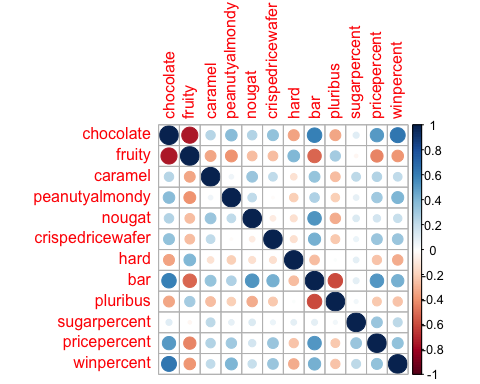 chocolate
fruity
caramel
peanutyalmondy
nougat
crispedricewafer
hard
bar
pluribus
sugarpercent
pricepercent
winpercent
chocolate
fruity
caramel
peanutyalmondy
nougat
crispedricewafer
hard
bar
pluribus
sugarpercent
pricepercent
winpercent
1
0.8
0.6
0.4
0.2
0
-0.2
-0.4
-0.6
-0.8
-1